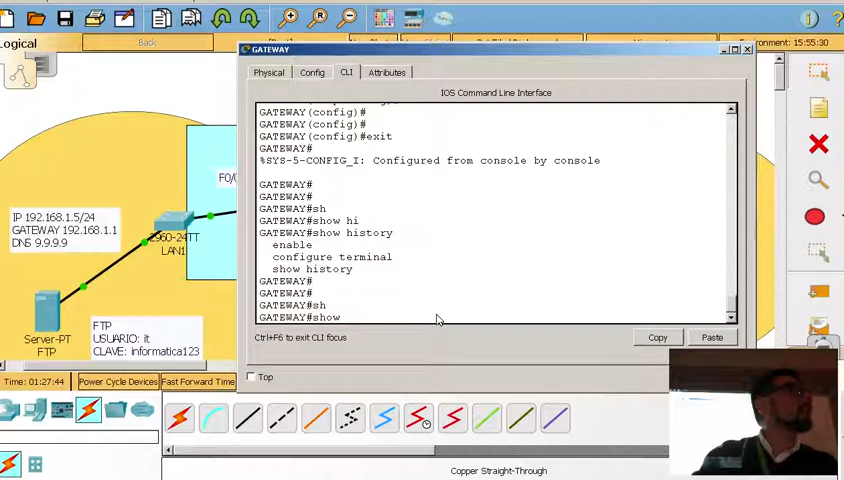 Logical
Back
Environment: 15:55:30
GATEWAY
Physical
Config
CLI
Attributes
IOS Command Line Interface
GATEWAY(config)#
GATEWAY(config)#
GATEWAY(config)#exit
GATEWAY#
%SYS-5-CONFIG_I: Configured from console by console
GATEWAY#
GATEWAY#
GATEWAY#sh
GATEWAY#show hi
GATEWAY#show history
enable
configure terminal
show history
GATEWAY#
GATEWAY#
GATEWAY#sh
GATEWAY#show
Ctrl+F6 to exit CLI focus
Copy
Paste
Top
F0/
IP 192.168.1.5/24
GATEWAY 192.168.1.1
DNS 9.9.9.9
2960-24TT
LAN1
Server-PT
FTP
FTP
USUARIO: it
CLAVE: informatica123
Time: 01:27:44
Power Cycle Devices
Fast Forward Time
Copper Straight-Through